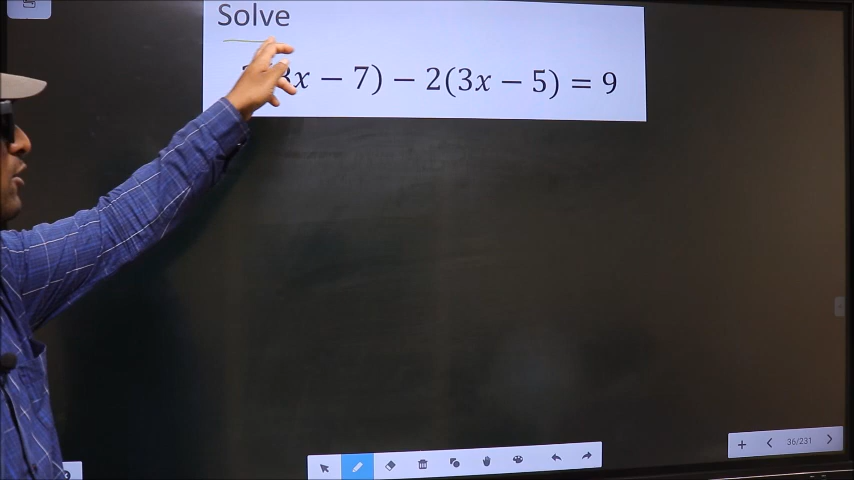 Solve
x − 7) − 2(3x − 5) = 9
36/231